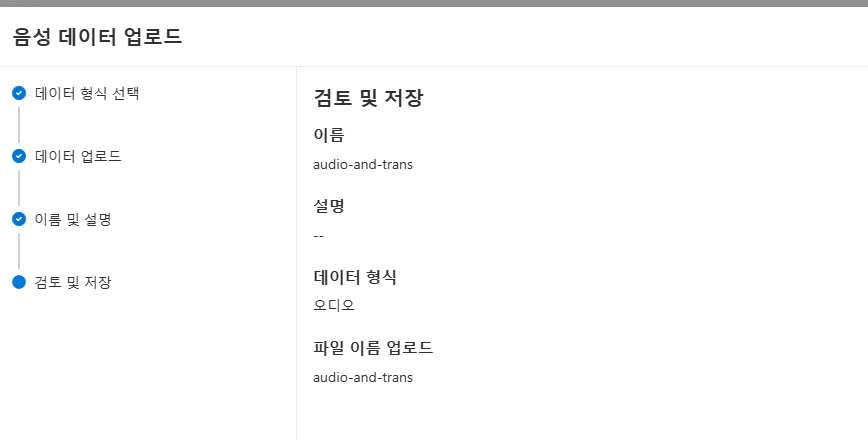 음성 데이터 업로드
데이터 형식 선택
데이터 업로드
이름 및 설명
검토 및 저장
검토 및 저장
이름
audio-and-trans
설명
--
데이터 형식
오디오
파일 이름 업로드
audio-and-trans